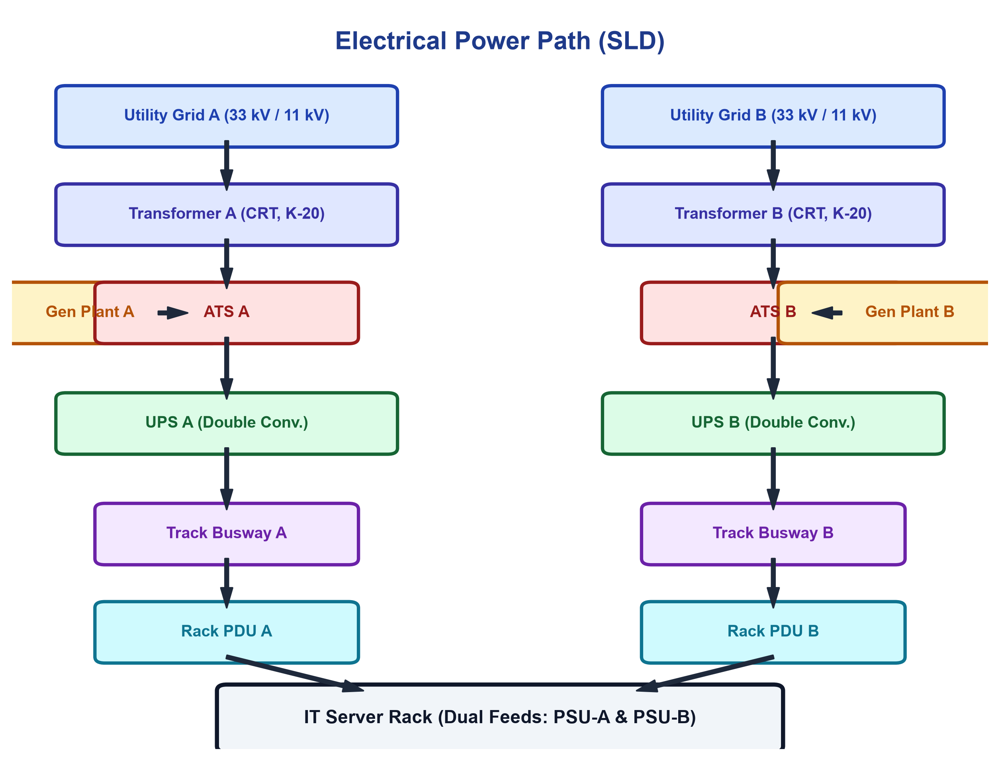 Electrical Power Path (SLD)
Utility Grid A (33 kV / 11 kV)
Utility Grid B (33 kV / 11 kV)
Transformer A (CRT, K-20)
Transformer B (CRT, K-20)
Gen Plant A
ATS A
ATS B
Gen Plant B
UPS A (Double Conv.)
UPS B (Double Conv.)
Track Busway A
Track Busway B
Rack PDU A
Rack PDU B
IT Server Rack (Dual Feeds: PSU-A & PSU-B)